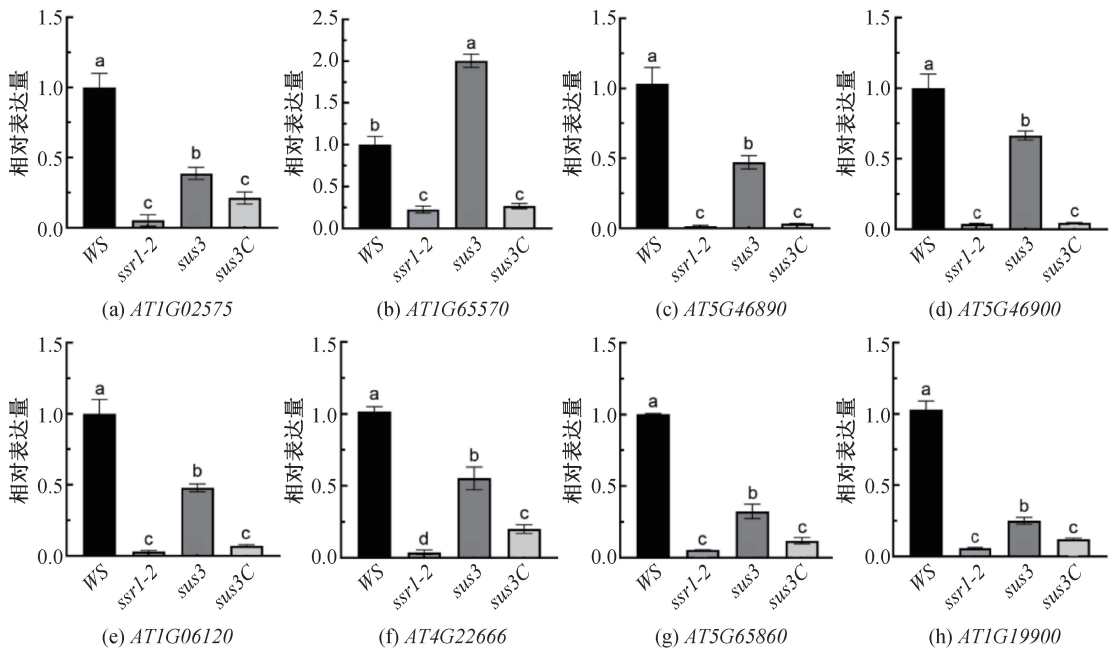 相对表达量
1.5
1.0
0.5
0.0
a
c
b
c
WS
ssr1-2
sus3
sus3C
(a) AT1G02575
相对表达量
2.5
2.0
1.5
1.0
0.5
0.0
b
c
a
c
WS
ssr1-2
sus3
sus3C
(b) AT1G65570
相对表达量
1.5
1.0
0.5
0.0
a
c
b
c
WS
ssr1-2
sus3
sus3C
(c) AT5G46890
相对表达量
1.5
1.0
0.5
0.0
a
c
b
c
WS
ssr1-2
sus3
sus3C
(d) AT5G46900
相对表达量
1.5
1.0
0.5
0.0
a
c
b
c
WS
ssr1-2
sus3
sus3C
(e) AT1G06120
相对表达量
1.5
1.0
0.5
0.0
a
d
b
c
WS
ssr1-2
sus3
sus3C
(f) AT4G22666
相对表达量
1.5
1.0
0.5
0.0
a
c
b
c
WS
ssr1-2
sus3
sus3C
(g) AT5G65860
相对表达量
1.5
1.0
0.5
0.0
a
c
b
c
WS
ssr1-2
sus3
sus3C
(h) AT1G19900